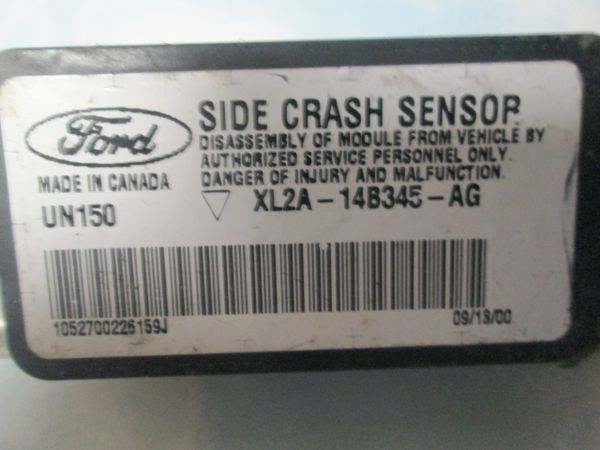 Ford
SIDE CRASH SENSOR
DISASSEMBLY OF MODULE FROM VEHICLE BY
AUTHORIZED SERVICE PERSONNEL ONLY.
DANGER OF INJURY AND MALFUNCTION.
MADE IN CANADA
UN150
XL2A-14B345-AG
1052700226159J
09/13/00